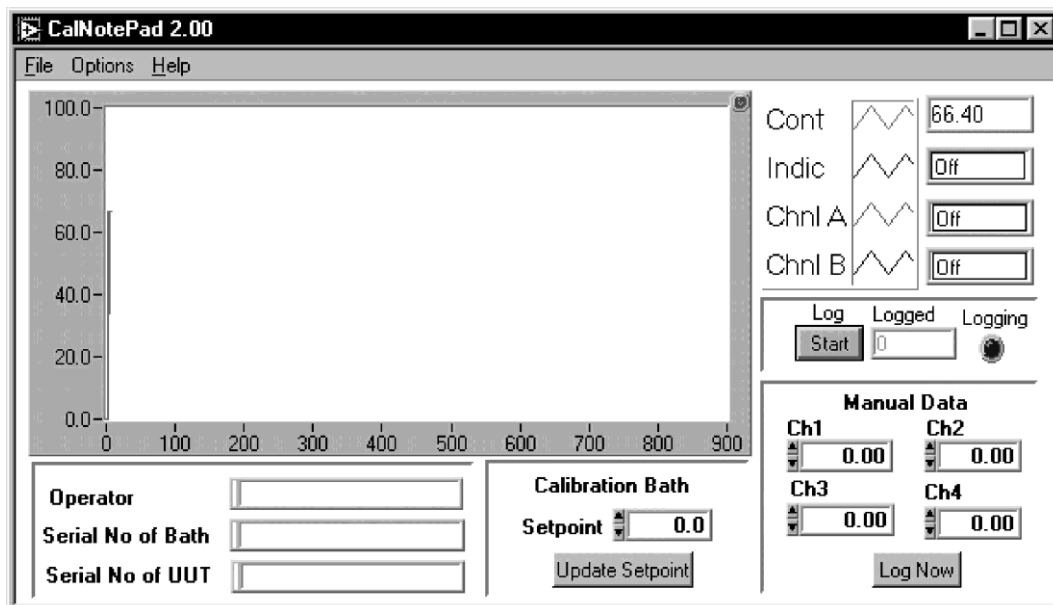 CalNotePad 2.00
File Options Help
100.0
80.0
60.0
40.0
20.0
0.0
0 100 200 300 400 500 600 700 800 900
Cont 66.40
Indic Off
Chnl A Off
Chnl B Off
Log Logged Logging
Start 0
Manual Data
Ch1 Ch2
0.00 0.00
Ch3 Ch4
0.00 0.00
Log Now
Operator
Serial No of Bath
Serial No of UUT
Calibration Bath
Setpoint 0.0
Update Setpoint